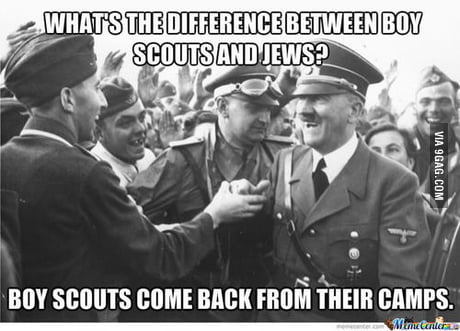 WHAT'S THE DIFFERENCE BETWEEN BOY
SCOUTS AND JEWS?
VIA 9GAG.COM
BOY SCOUTS COME BACK FROM THEIR CAMPS.
memecenter.com MemeCenter